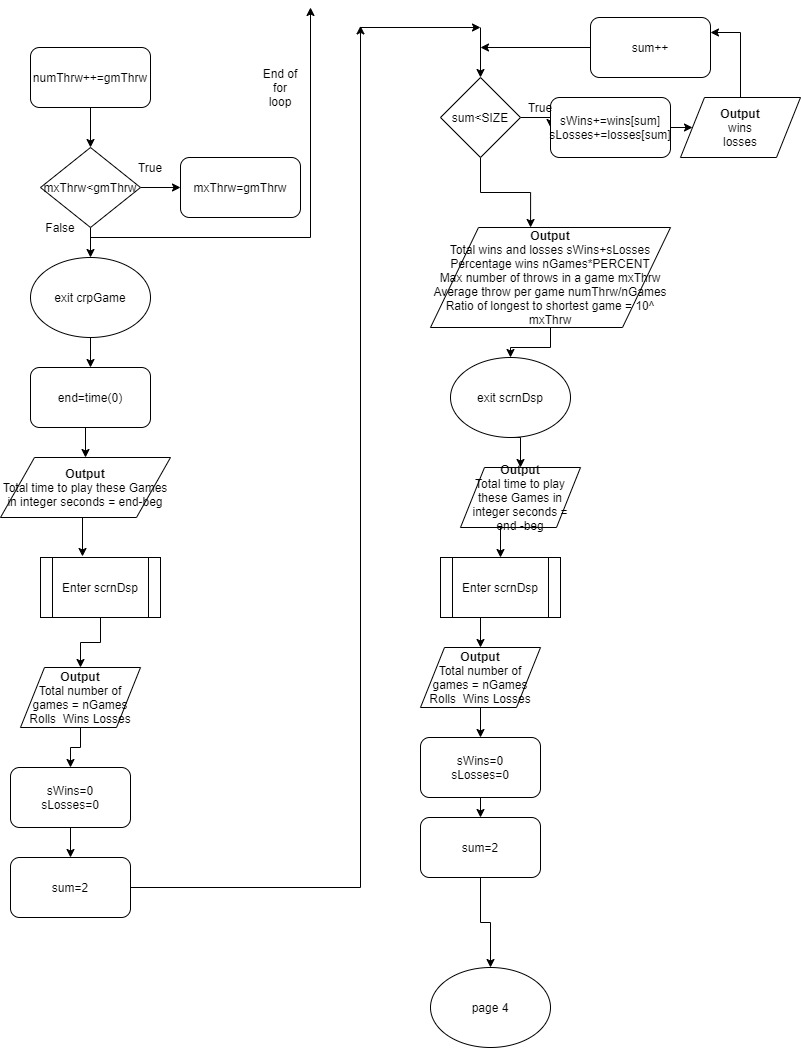 numThrw++=gmThrw
mxThrw<gmThrw
True
mxThrw=gmThrw
False
End of
for
loop
exit crpGame
end=time(0)
Output
Total time to play these Games
in integer seconds = end-beg
Enter scrnDsp
Output
Total number of
games = nGames
Rolls  Wins Losses
sWins=0
sLosses=0
sum=2
sum++
sum<SIZE
True
sWins+=wins[sum]
sLosses+=losses[sum]
Output
wins
losses
Output
Total wins and losses sWins+sLosses
Percentage wins nGames*PERCENT
Max number of throws in a game mxThrw
Average throw per game numThrw/nGames
Ratio of longest to shortest game = 10^
mxThrw
exit scrnDsp
Output
Total time to play
these Games in
integer seconds =
end -beg
Enter scrnDsp
Output
Total number of
games = nGames
Rolls  Wins Losses
sWins=0
sLosses=0
sum=2
page 4